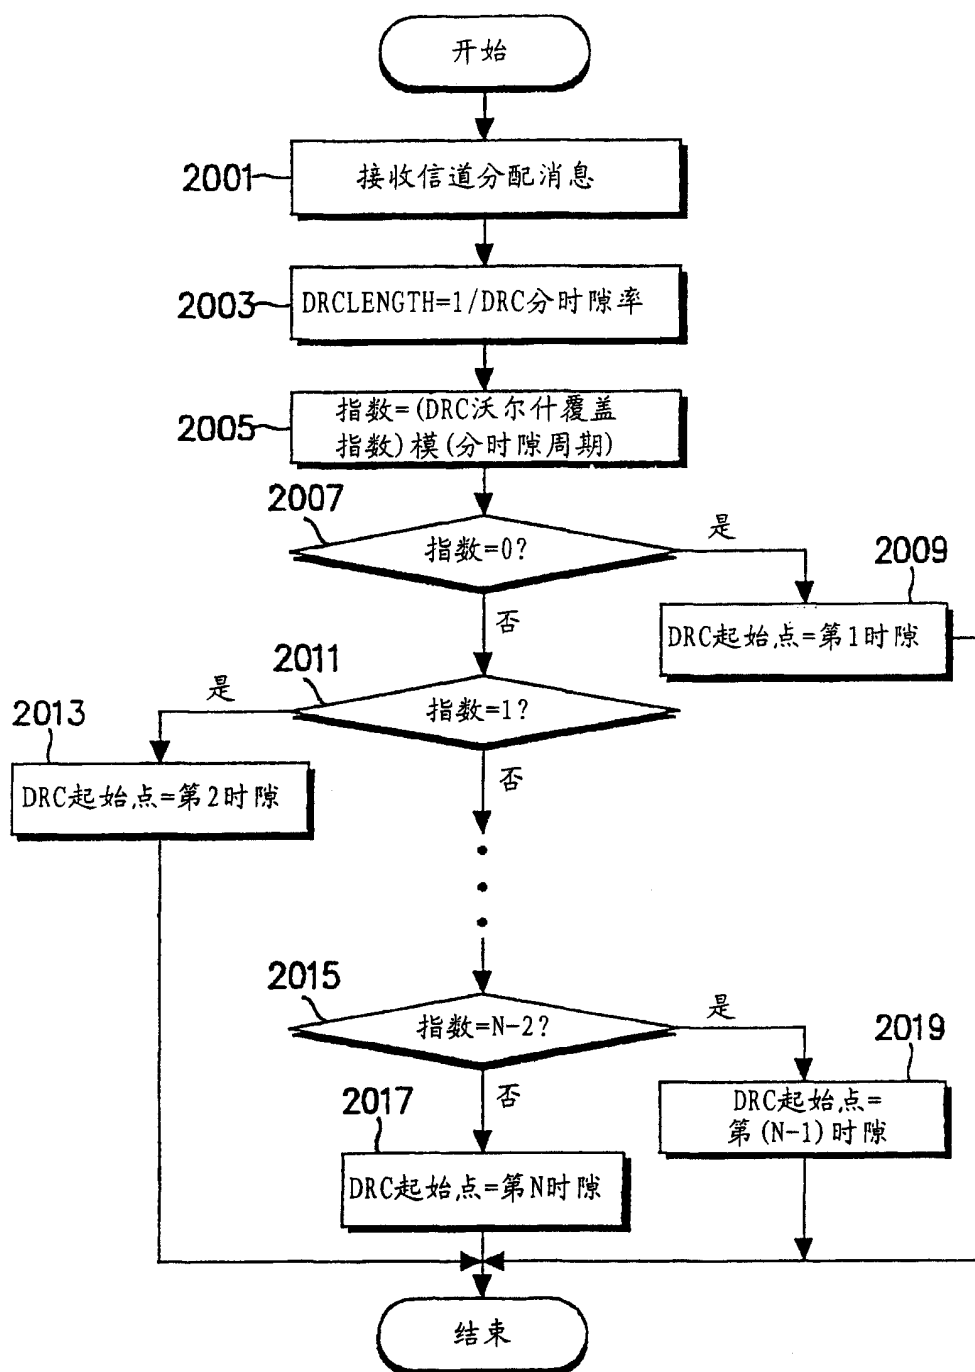 开始
2001
接收信道分配消息
2003
DRCLENGTH=1/DRC分时隙率
2005
指数=(DRC沃尔什覆盖
指数)模(分时隙周期)
2007
指数=0?
是
2009
DRC起始点=第1时隙
否
2011
指数=1?
是
2013
DRC起始点=第2时隙
否
2015
指数=N-2?
是
2019
DRC起始点=
第(N-1)时隙
否
2017
DRC起始点=第N时隙
结束